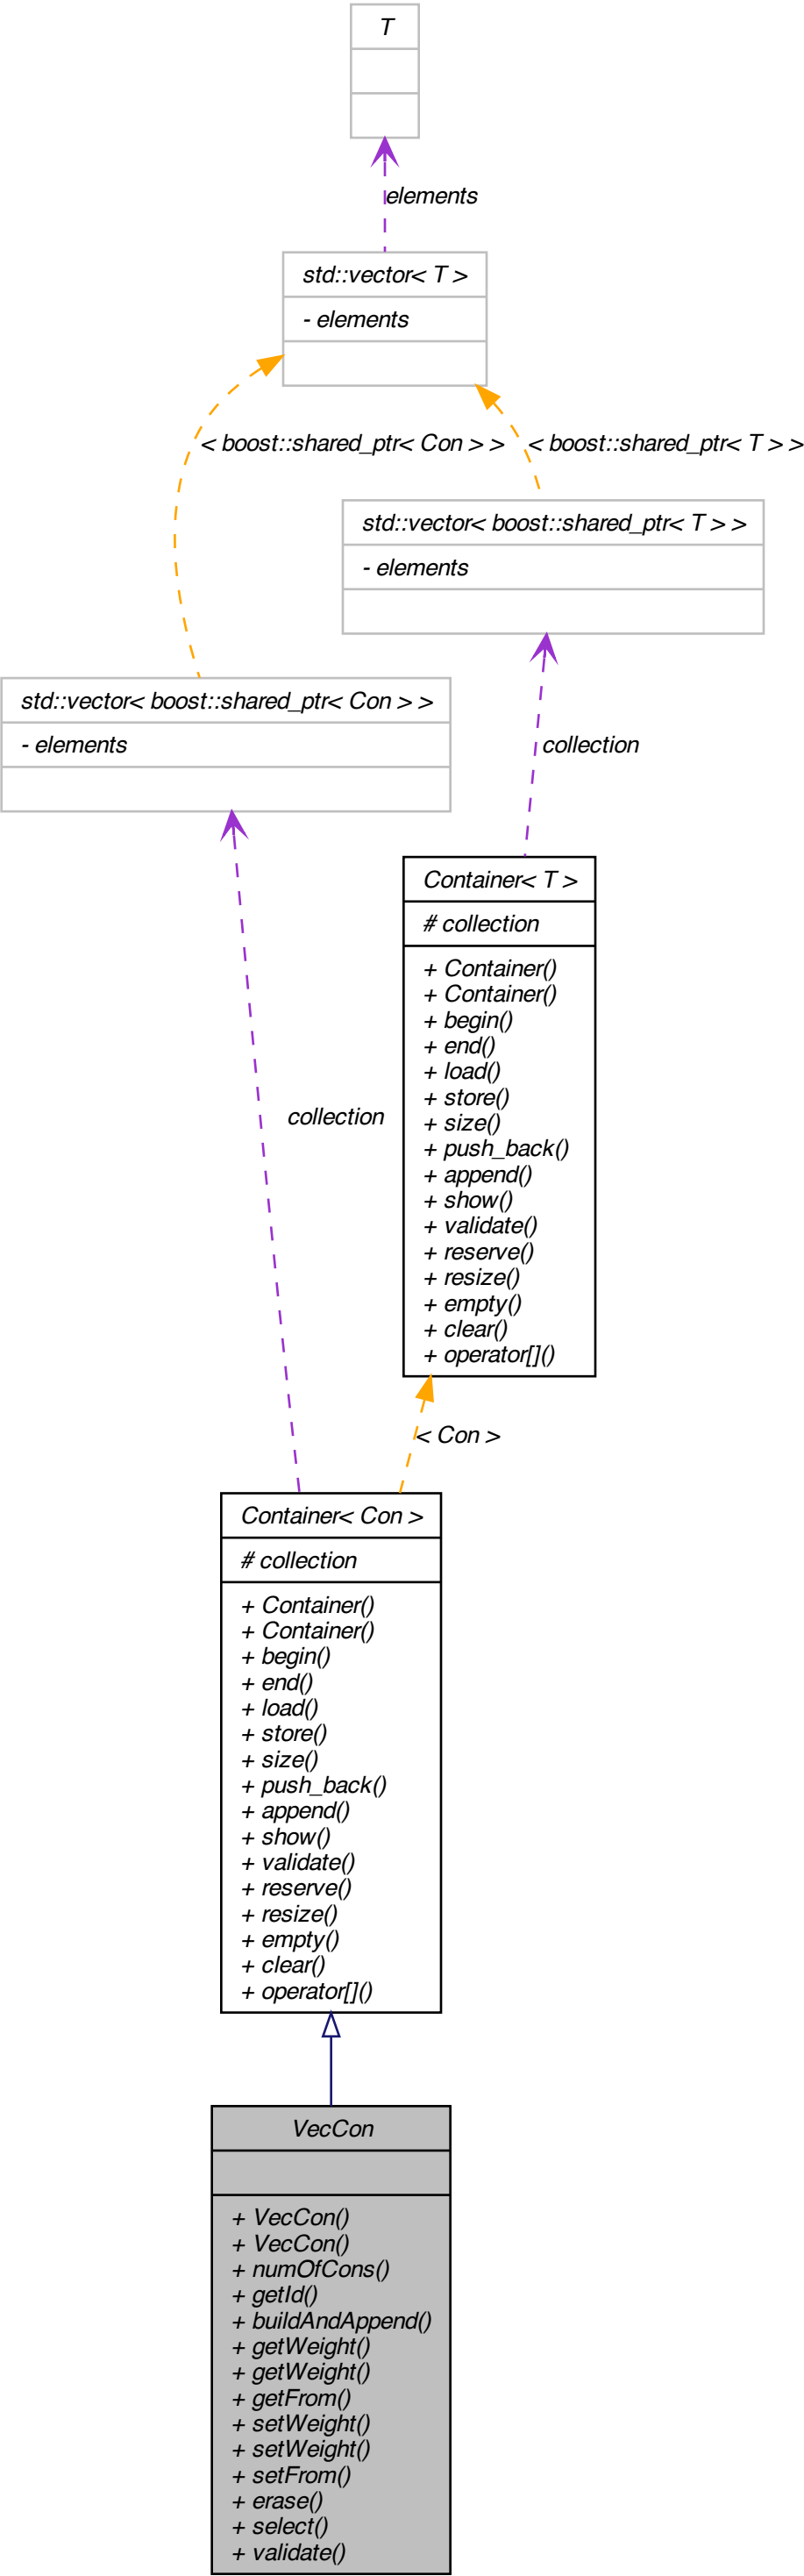 T
elements
std::vector< T >
- elements
< boost::shared_ptr< Con > >
< boost::shared_ptr< T > >
std::vector< boost::shared_ptr< T > >
- elements
std::vector< boost::shared_ptr< Con > >
- elements
collection
Container< T >
# collection
+ Container()
+ Container()
+ begin()
+ end()
+ load()
+ store()
+ size()
+ push_back()
+ append()
+ show()
+ validate()
+ reserve()
+ resize()
+ empty()
+ clear()
+ operator[]()
collection
< Con >
Container< Con >
# collection
+ Container()
+ Container()
+ begin()
+ end()
+ load()
+ store()
+ size()
+ push_back()
+ append()
+ show()
+ validate()
+ reserve()
+ resize()
+ empty()
+ clear()
+ operator[]()
VecCon
+ VecCon()
+ VecCon()
+ numOfCons()
+ getId()
+ buildAndAppend()
+ getWeight()
+ getWeight()
+ getFrom()
+ setWeight()
+ setWeight()
+ setFrom()
+ erase()
+ select()
+ validate()